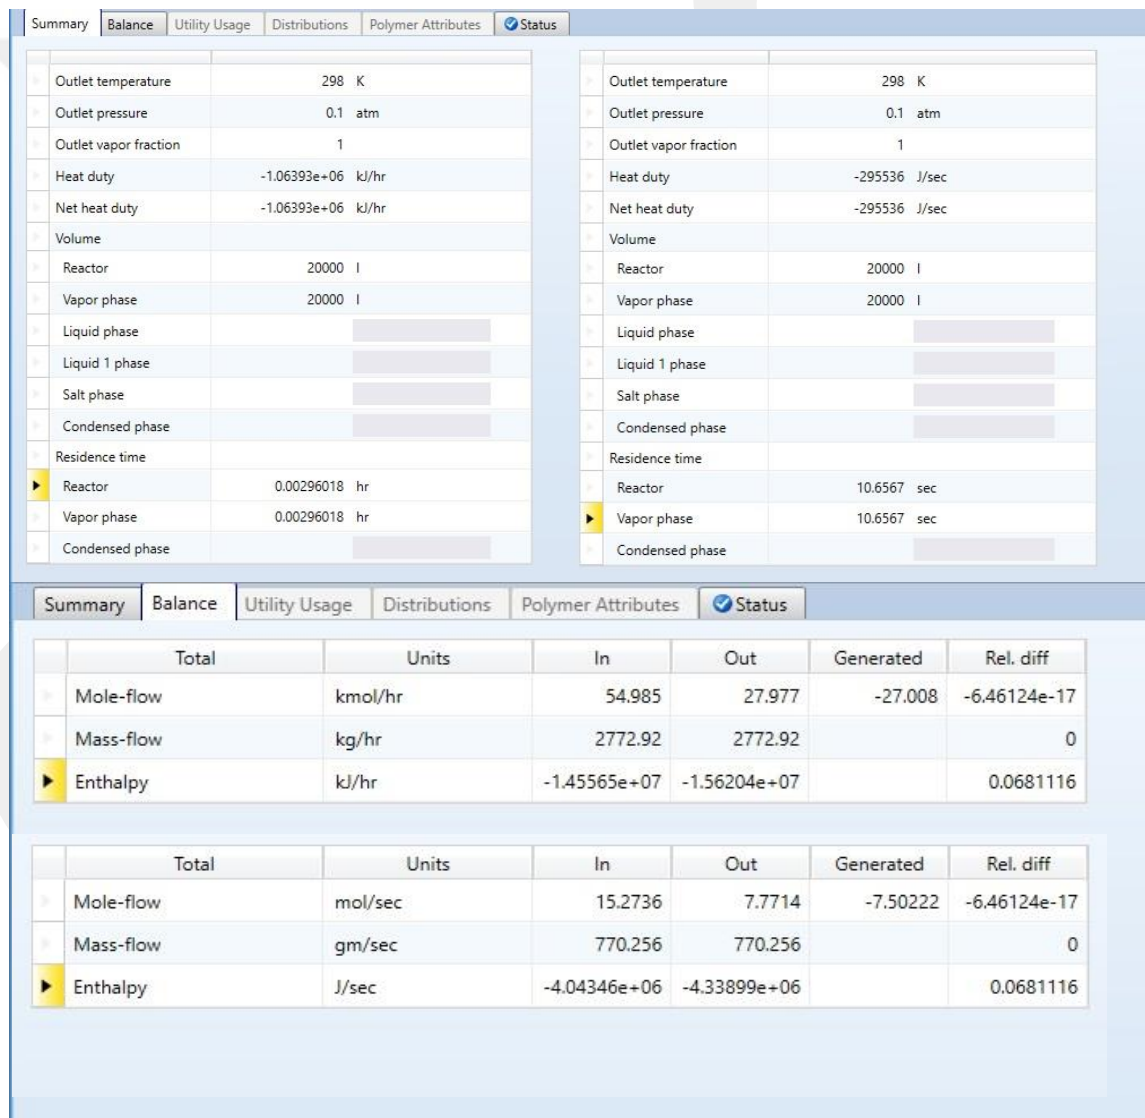 Summary Balance Utility Usage Distributions Polymer Attributes Status
Outlet temperature 298 K
Outlet pressure 0.1 atm
Outlet vapor fraction 1
Heat duty -1.06393e+06 kJ/hr
Net heat duty -1.06393e+06 kJ/hr
Volume
Reactor 20000 l
Vapor phase 20000 l
Liquid phase
Liquid 1 phase
Salt phase
Condensed phase
Residence time
Reactor 0.00296018 hr
Vapor phase 0.00296018 hr
Condensed phase
Outlet temperature 298 K
Outlet pressure 0.1 atm
Outlet vapor fraction 1
Heat duty -295536 J/sec
Net heat duty -295536 J/sec
Volume
Reactor 20000 l
Vapor phase 20000 l
Liquid phase
Liquid 1 phase
Salt phase
Condensed phase
Residence time
Reactor 10.6567 sec
Vapor phase 10.6567 sec
Condensed phase
Summary Balance Utility Usage Distributions Polymer Attributes Status
Total Units In Out Generated Rel. diff
Mole-flow kmol/hr 54.985 27.977 -27.008 -6.46124e-17
Mass-flow kg/hr 2772.92 2772.92 0
Enthalpy kJ/hr -1.45565e+07 -1.56204e+07 0.0681116
Total Units In Out Generated Rel. diff
Mole-flow mol/sec 15.2736 7.7714 -7.50222 -6.46124e-17
Mass-flow gm/sec 770.256 770.256 0
Enthalpy J/sec -4.04346e+06 -4.33899e+06 0.0681116